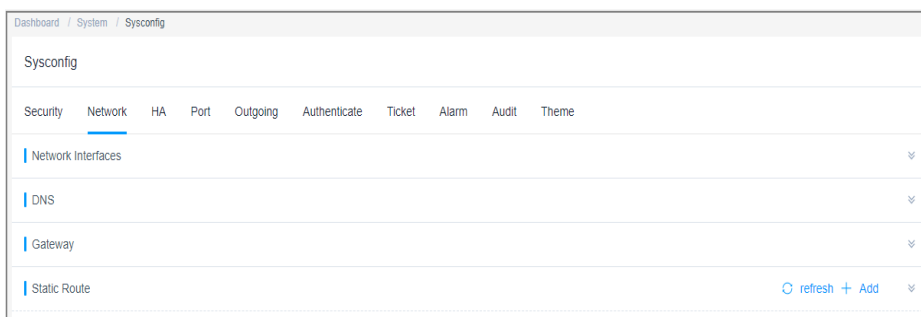 Dashboard / System / Sysconfig
Sysconfig
Security Network HA Port Outgoing Authenticate Ticket Alarm Audit Theme
Network Interfaces
DNS
Gateway
Static Route refresh + Add